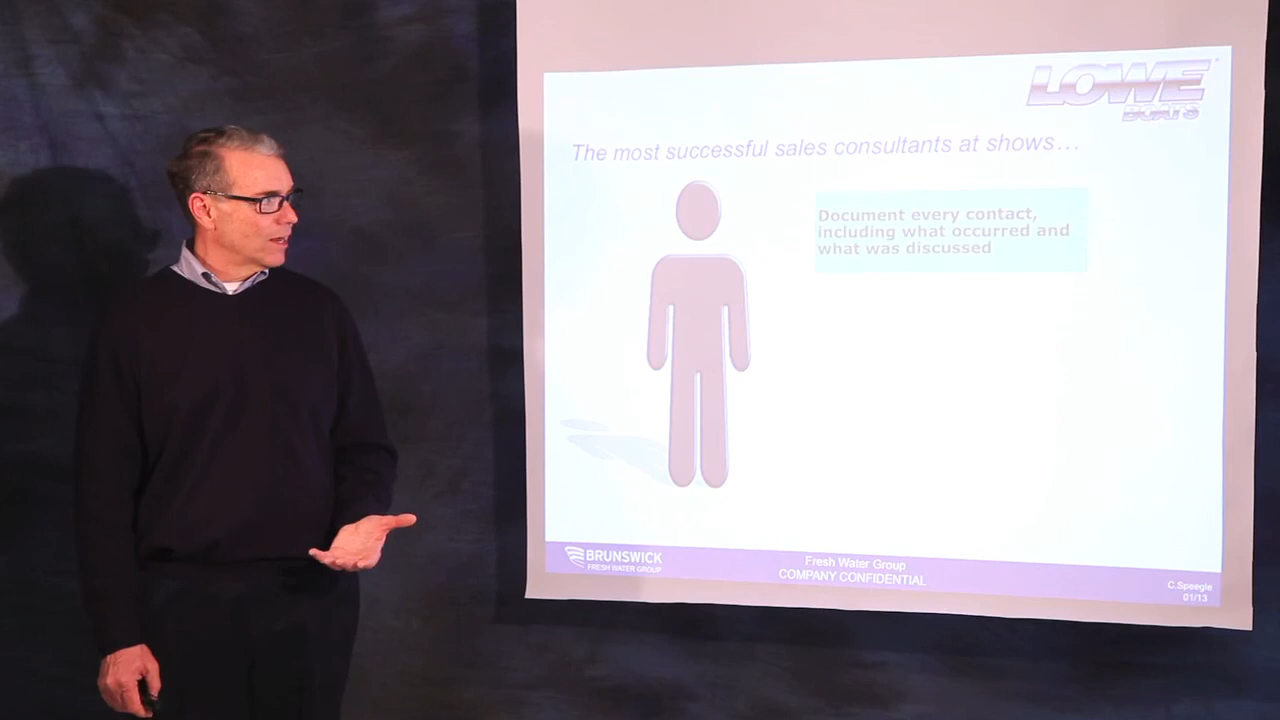 LOWE
BOATS
The most successful sales consultants at shows...
Document every contact,
including what occurred and
what was discussed
BRUNSWICK
FRESH WATER GROUP
Fresh Water Group
COMPANY CONFIDENTIAL
C.Speegle
01/13